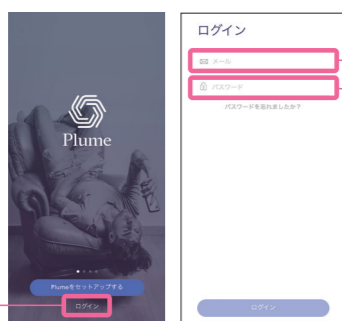 Plume
Plumeをセットアップする
ログイン
ログイン
メール
パスワード
パスワードを忘れましたか？
ログイン